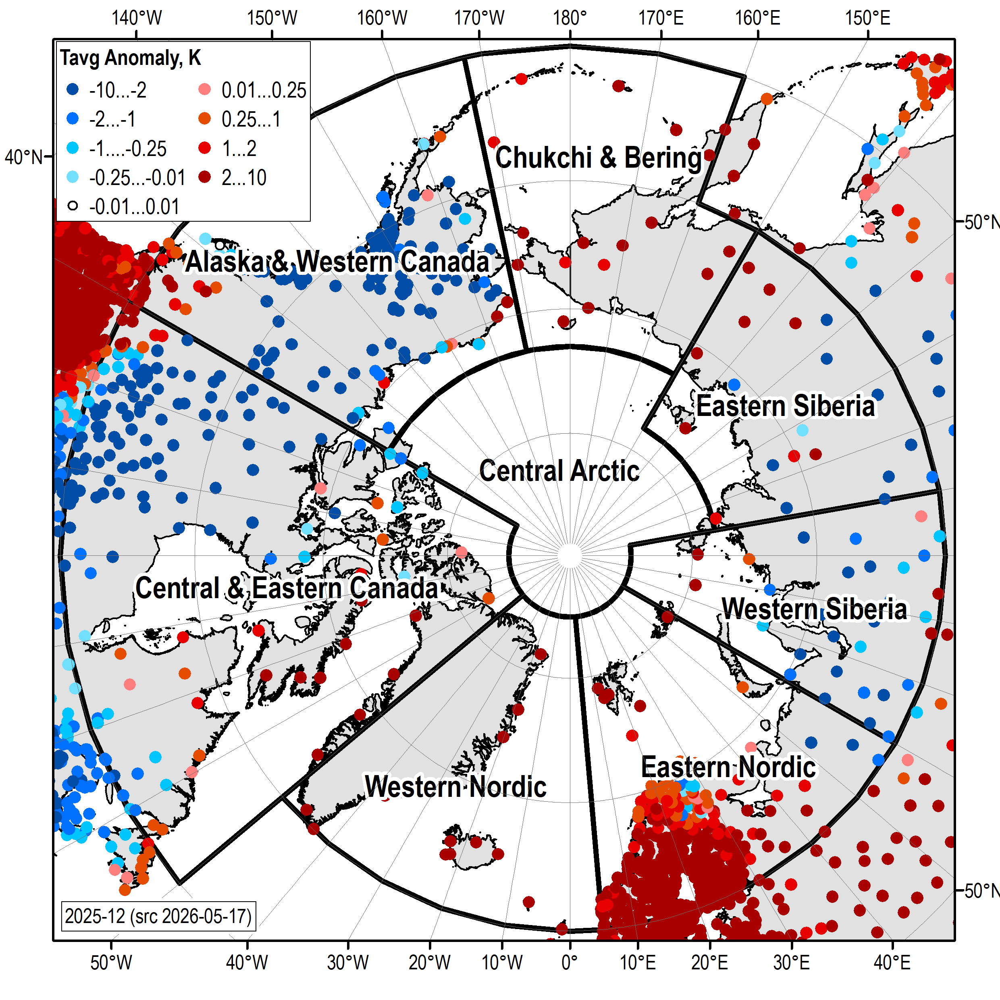 140°W 150°W 160°W 170°W 180° 170°E 160°E 150°E
Tavg Anomaly, K
-10...-2 0.01...0.25
-2...-1 0.25...1
-1....-0.25 1...2
-0.25...-0.01 2...10
-0.01...0.01
40°N
50°N
Chukchi & Bering
Alaska & Western Canada
Eastern Siberia
Central Arctic
Central & Eastern Canada
Western Siberia
Eastern Nordic
Western Nordic
50°N
2025-12 (src 2026-05-17)
50°W 40°W 30°W 20°W 10°W 0° 10°E 20°E 30°E 40°E